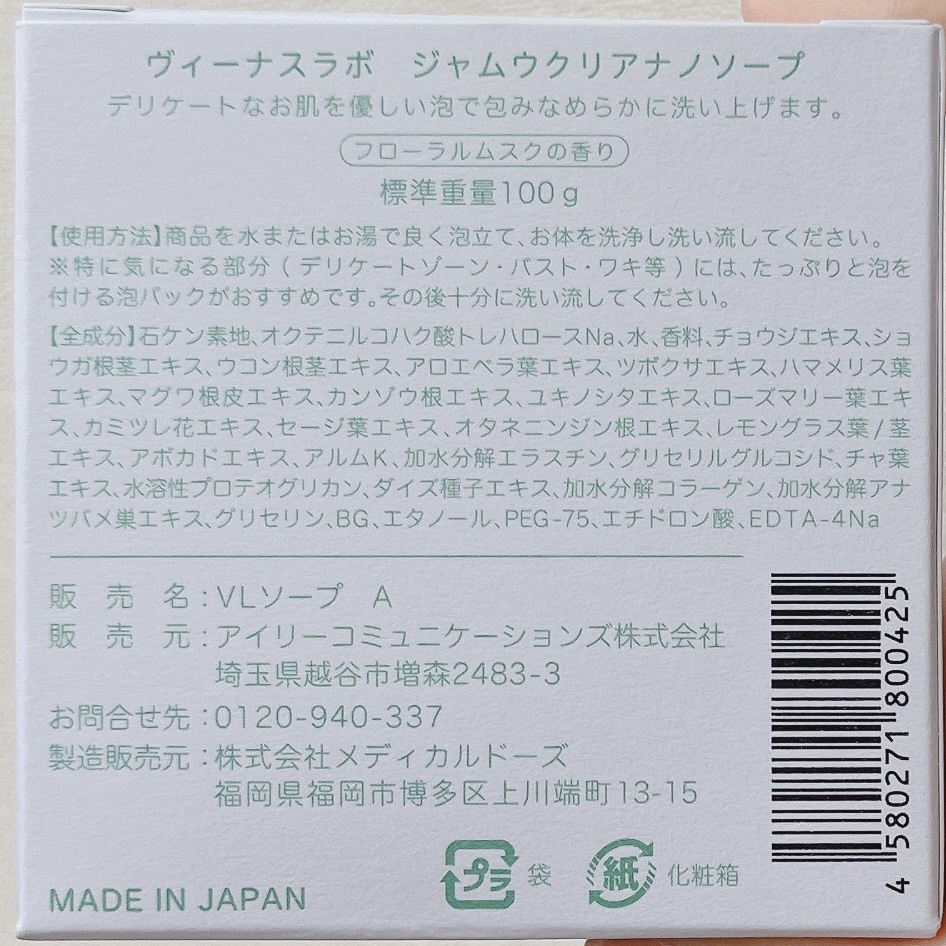 ヴィーナスラボ　ジャムウクリアナノソープ
デリケートなお肌を優しい泡で包みなめらかに洗い上げます。
フローラルムスクの香り
標準重量100g
【使用方法】商品を水またはお湯で良く泡立て、お体を洗浄し洗い流してください。
※特に気になる部分(デリケートゾーン・バスト・ワキ等)には、たっぷりと泡を
付ける泡パックがおすすめです。その後十分に洗い流してください。
【全成分】石ケン素地、オクテニルコハク酸トレハロースNa、水、香料、チョウジエキス、ショ
ウガ根茎エキス、ウコン根茎エキス、アロエベラ葉エキス、ツボクサエキス、ハマメリス葉
エキス、マグワ根皮エキス、カンゾウ根エキス、ユキノシタエキス、ローズマリー葉エキ
ス、カミツレ花エキス、セージ葉エキス、オタネニンジン根エキス、レモングラス葉/茎
エキス、アボカドエキス、アルムK、加水分解エラスチン、グリセリルグルコシド、チャ葉
エキス、水溶性プロテオグリカン、ダイズ種子エキス、加水分解コラーゲン、加水分解アナ
ツバメ巣エキス、グリセリン、BG、エタノール、PEG-75、エチドロン酸、EDTA-4Na
販売名：VLソープ　A
販売元：アイリーコミュニケーションズ株式会社
埼玉県越谷市増森2483-3
お問合せ先：0120-940-337
製造販売元：株式会社メディカルドーズ
福岡県福岡市博多区上川端町13-15
プラ 袋 紙 化粧箱
MADE IN JAPAN
4 580271 800425